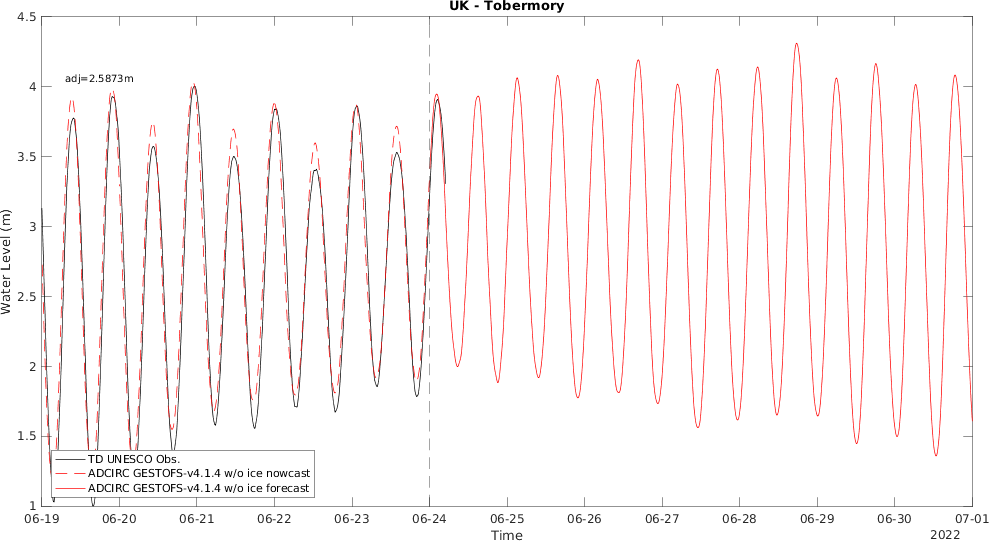 UK - Tobermory
adj=2.5873m
4.5
4
3.5
3
2.5
2
1.5
1
Water Level (m)
TD UNESCO Obs.
ADCIRC GESTOFS-v4.1.4 w/o ice nowcast
ADCIRC GESTOFS-v4.1.4 w/o ice forecast
06-19 06-20 06-21 06-22 06-23 06-24 06-25 06-26 06-27 06-28 06-29 06-30 07-01
Time
2022